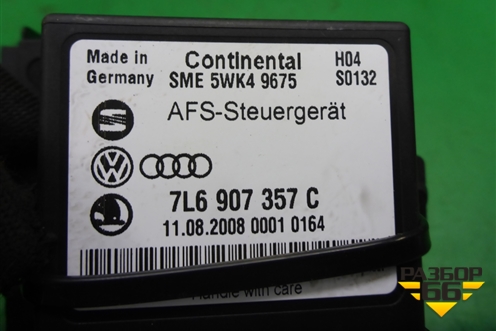 Made in
Germany
Continental
SME 5WK4 9675
H04
S0132
AFS-Steuergerät
7L6 907 357 C
11.08.2008 0001 0164
Handle with care
РАЗБОР
66